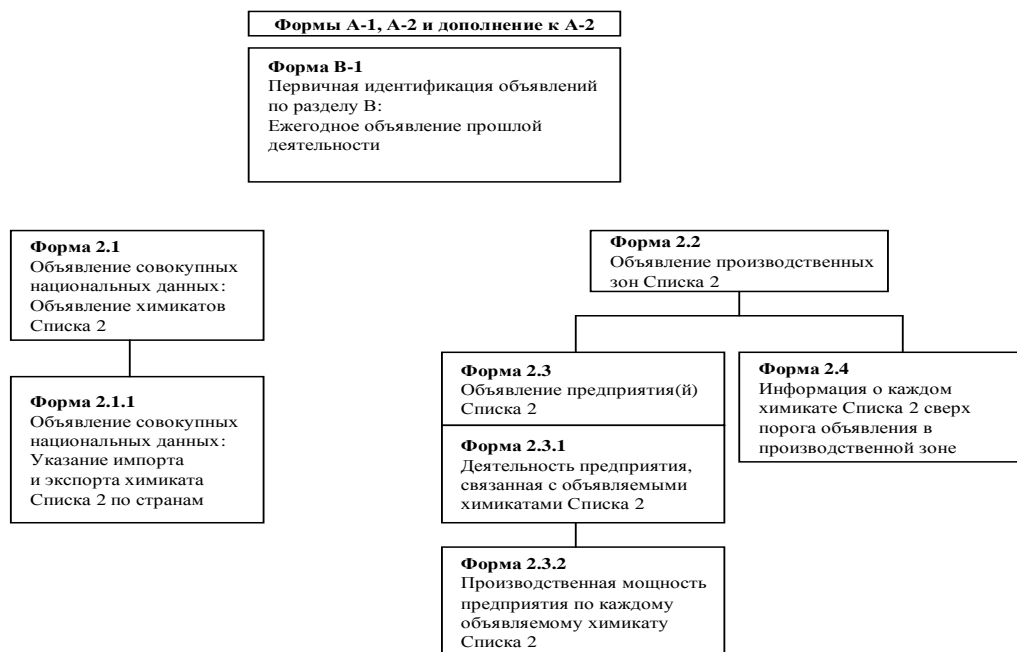 Формы А-1, А-2 и дополнение к А-2
Форма В-1
Первичная идентификация объявлений
по разделу В:
Ежегодное объявление прошлой
деятельности
Форма 2.1
Объявление совокупных
национальных данных:
Объявление химикатов
Списка 2
Форма 2.1.1
Объявление совокупных
национальных данных:
Указание импорта
и экспорта химиката
Списка 2 по странам
Форма 2.2
Объявление производственных
зон Списка 2
Форма 2.3
Объявление предприятия(й)
Списка 2
Форма 2.3.1
Деятельность предприятия,
связанная с объявляемыми
химикатами Списка 2
Форма 2.3.2
Производственная мощность
предприятия по каждому
объявляемому химикату
Списка 2
Форма 2.4
Информация о каждом
химикате Списка 2 сверх
порога объявления в
производственной зоне